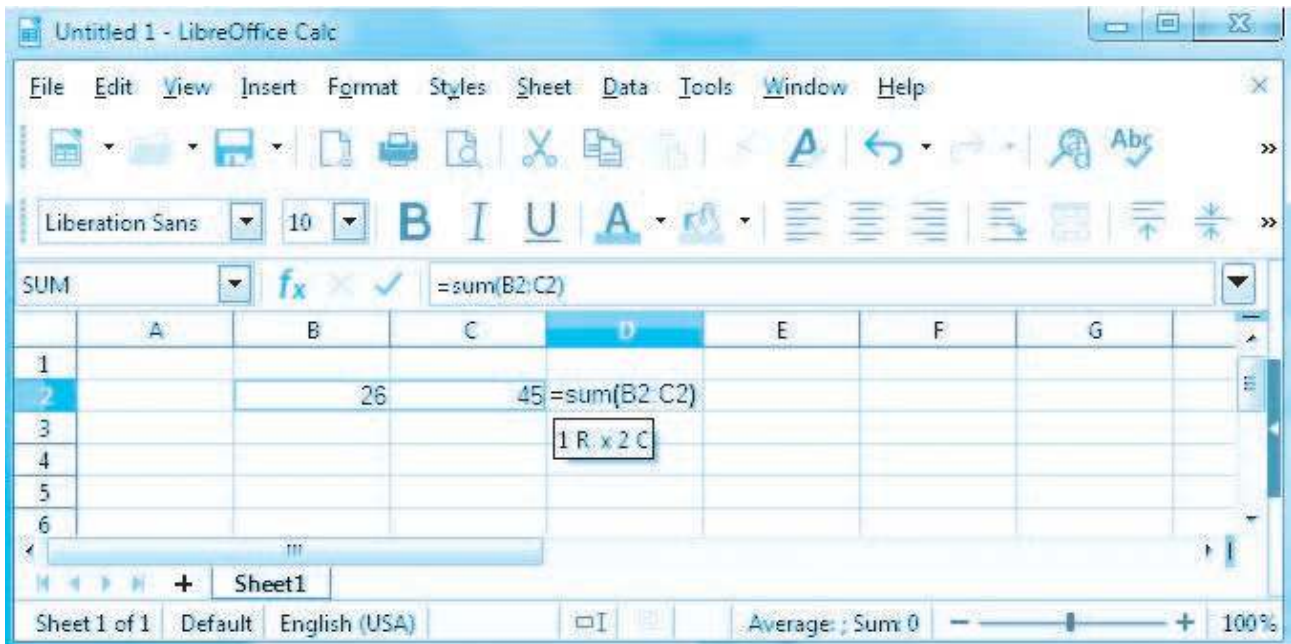 Untitled 1 - LibreOffice Calc
File Edit View Insert Format Styles Sheet Data Tools Window Help
A Abç
Liberation Sans 10 B I U A
SUM fx =sum(B2:C2)
A B C D E F G
1
2 26 45 =sum(B2:C2)
3 1 R x 2 C
4
5
6
Sheet1
Sheet 1 of 1 Default English (USA) Average: ; Sum: 0 100%